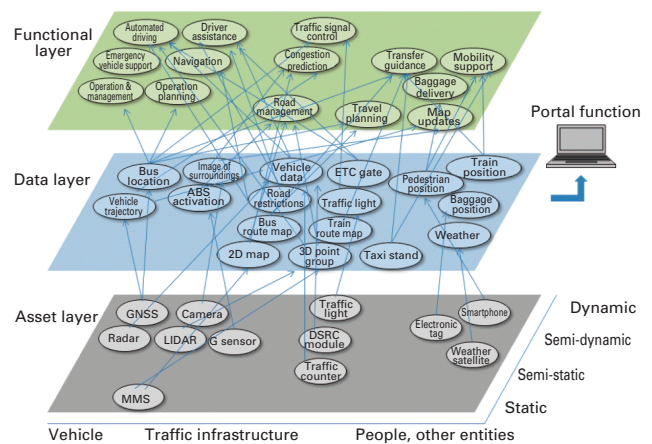 Functional
layer
Automated
driving
Driver
assistance
Traffic signal
control
Emergency
vehicle support
Navigation
Congestion
prediction
Transfer
guidance
Mobility
support
Operation &
management
Operation
planning
Baggage
delivery
Road
management
Travel
planning
Map
updates
Portal function
Data layer
Bus
location
Image of
surroundings
Vehicle
data
ETC gate
Pedestrian
position
Train
position
Vehicle
trajectory
ABS
activation
Road
restrictions
Traffic light
Baggage
position
Bus
route map
Train
route map
Weather
2D map
3D point
group
Taxi stand
Asset layer
GNSS
Camera
Traffic
light
Smartphone
Dynamic
Radar
LIDAR
G sensor
DSRC
module
Electronic
tag
Semi-dynamic
Weather
satellite
Traffic
counter
Semi-static
MMS
Static
Vehicle
Traffic infrastructure
People, other entities